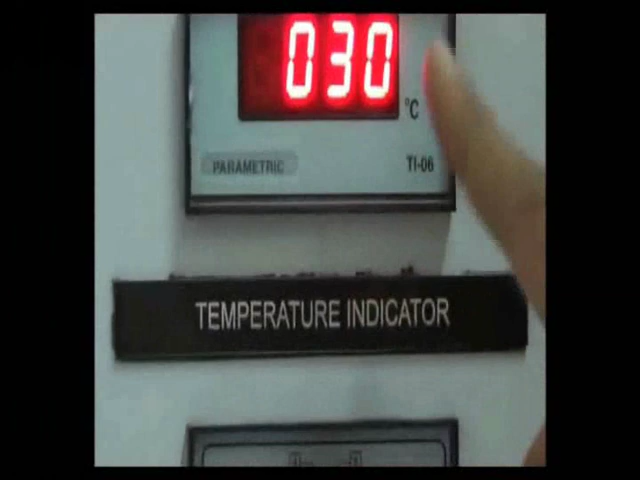 030
°C
PARAMETRIC
TI-06
TEMPERATURE INDICATOR